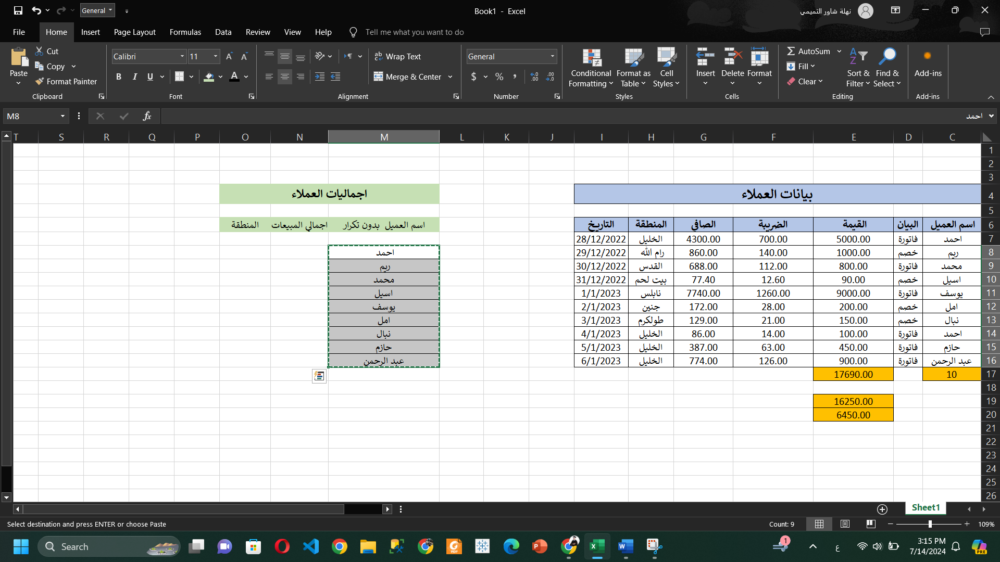 General
Book1 - Excel
نهلة شاور التميمي
File Home Insert Page Layout Formulas Data Review View Help Tell me what you want to do
Paste
Cut
Copy
Format Painter
Clipboard
Calibri 11
B I U
Font
Wrap Text
Merge & Center
Alignment
General
$ % ,
Number
Conditional Formatting
Format as Table
Cell Styles
Styles
Insert Delete Format
Cells
AutoSum
Fill
Clear
Sort & Filter
Find & Select
Editing
Add-ins
Add-ins
M8 fx احمد
T S R Q P O N M L K J I H G F E D C
1
2
3
4 بيانات العملاء اجماليات العملاء
5
6 اسم العميل البيان القيمة الضريبة الصافي المنطقة التاريخ اسم العميل بدون تكرار اجمالي المبيعات المنطقة
7 احمد فاتورة 5000.00 700.00 4300.00 الخليل 28/12/2022
8 ريم خصم 1000.00 140.00 860.00 رام الله 29/12/2022 احمد
9 محمد فاتورة 800.00 112.00 688.00 القدس 30/12/2022 ريم
10 اسيل خصم 90.00 12.60 77.40 بيت لحم 31/12/2022 محمد
11 يوسف فاتورة 9000.00 1260.00 7740.00 نابلس 1/1/2023 اسيل
12 امل خصم 200.00 28.00 172.00 جنين 2/1/2023 يوسف
13 نبال خصم 150.00 21.00 129.00 طولكرم 3/1/2023 امل
14 احمد فاتورة 100.00 14.00 86.00 الخليل 4/1/2023 نبال
15 حازم فاتورة 450.00 63.00 387.00 الخليل 5/1/2023 حازم
16 عبد الرحمن فاتورة 900.00 126.00 774.00 الخليل 6/1/2023 عبد الرحمن
17 10 17690.00
18
19 16250.00
20 6450.00
21
22
23
24
25
26
Sheet1
Select destination and press ENTER or choose Paste Count: 9 109%
Search
1
ع
3:15 PM
7/14/2024
PRE